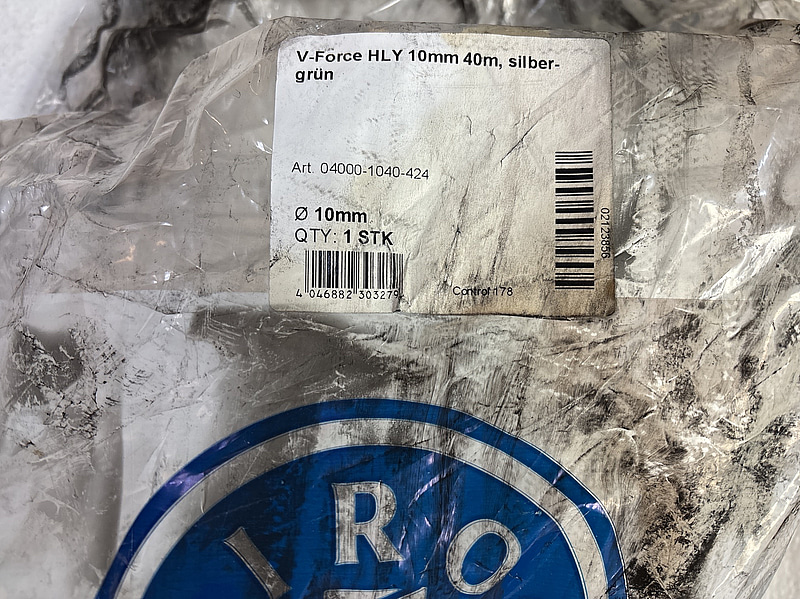 V-Force HLY 10mm 40m, silber-
grün
Art. 04000-1040-424
Ø 10mm
QTY: 1 STK
4 046882 303279
Control 178
02123856
IRO